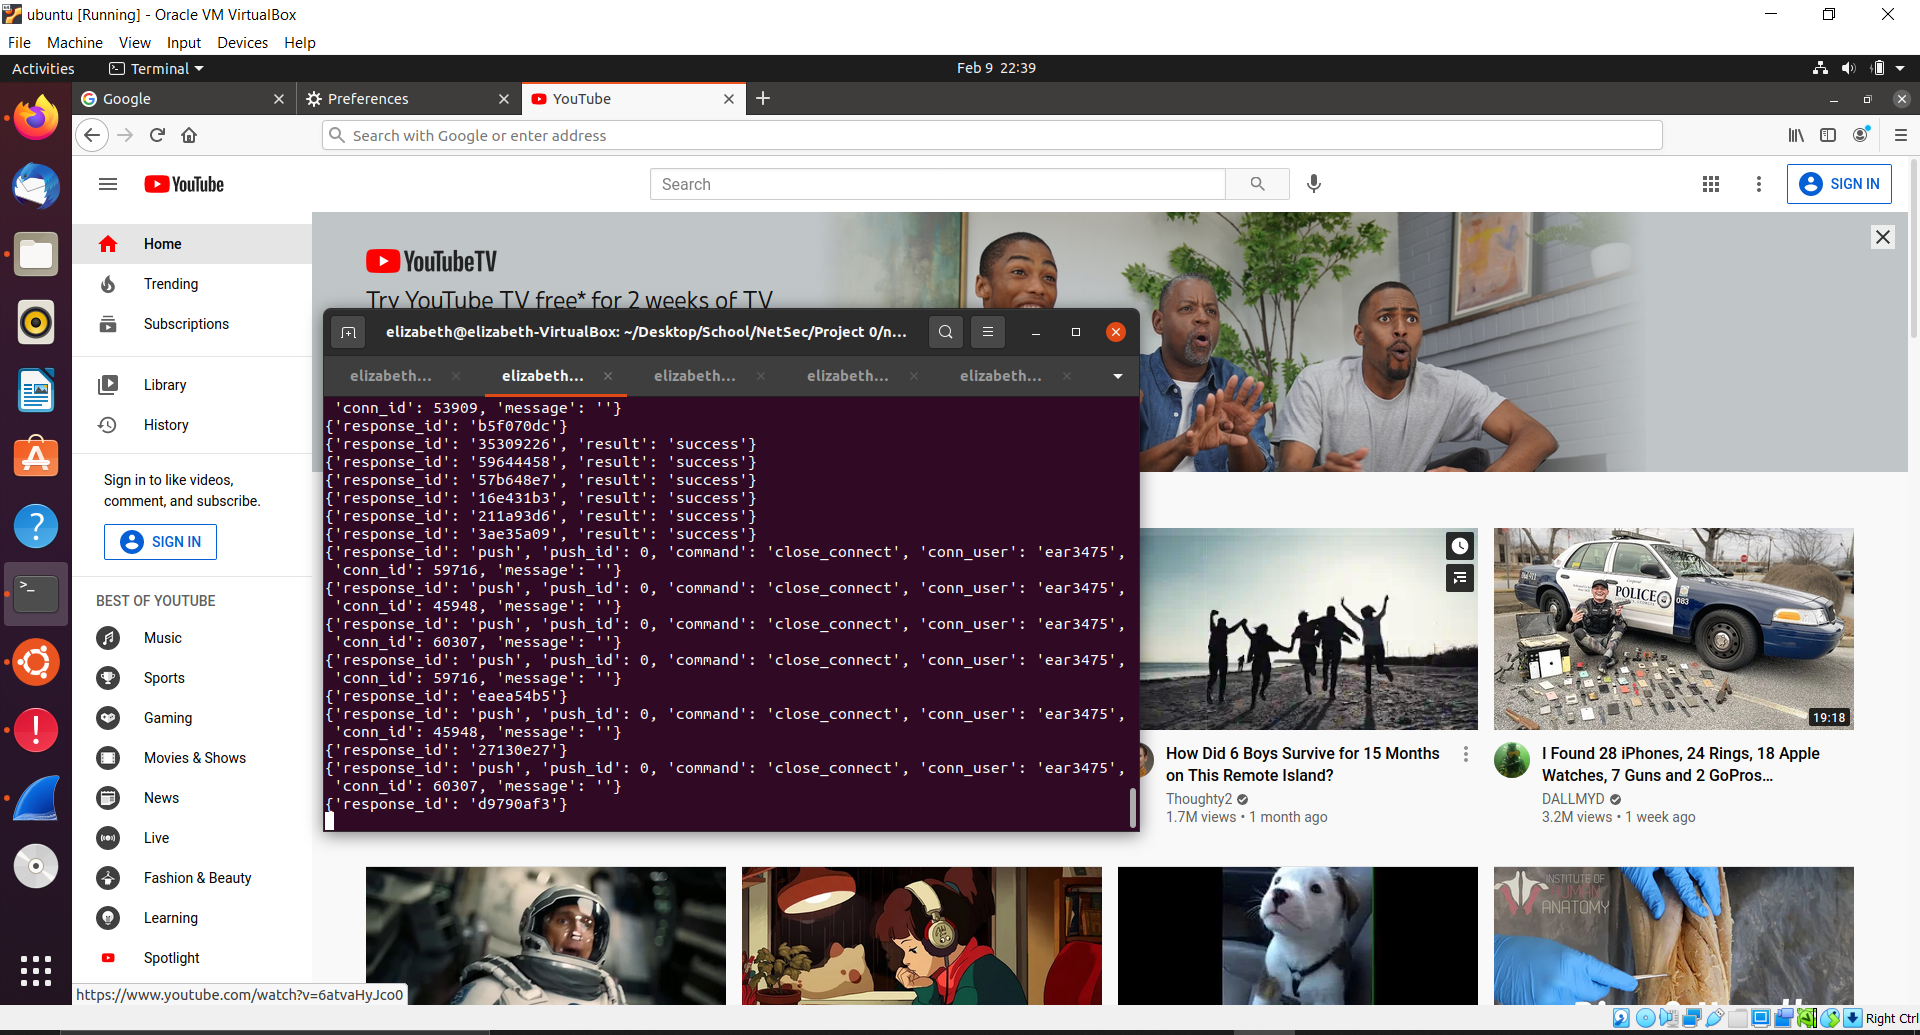 ubuntu [Running] - Oracle VM VirtualBox
File Machine View Input Devices Help
Activities Terminal Feb 9 22:39
Google Preferences YouTube
Search with Google or enter address
YouTube Search SIGN IN
Home
Trending
Subscriptions
Library
History
Sign in to like videos,
comment, and subscribe.
SIGN IN
BEST OF YOUTUBE
Music
Sports
Gaming
Movies & Shows
News
Live
Fashion & Beauty
Learning
Spotlight
https://www.youtube.com/watch?v=6atvaHyJco0
YouTubeTV
Try YouTube TV free* for 2 weeks of TV
elizabeth@elizabeth-VirtualBox: ~/Desktop/School/NetSec/Project 0/n...
elizabeth... elizabeth... elizabeth... elizabeth... elizabeth...
'conn_id': 53909, 'message': ''}
{'response_id': 'b5f070dc'}
{'response_id': '35309226', 'result': 'success'}
{'response_id': '59644458', 'result': 'success'}
{'response_id': '57b648e7', 'result': 'success'}
{'response_id': '16e431b3', 'result': 'success'}
{'response_id': '211a93d6', 'result': 'success'}
{'response_id': '3ae35a09', 'result': 'success'}
{'response_id': 'push', 'push_id': 0, 'command': 'close_connect', 'conn_user': 'ear3475',
'conn_id': 59716, 'message': ''}
{'response_id': 'push', 'push_id': 0, 'command': 'close_connect', 'conn_user': 'ear3475',
'conn_id': 45948, 'message': ''}
{'response_id': 'push', 'push_id': 0, 'command': 'close_connect', 'conn_user': 'ear3475',
'conn_id': 60307, 'message': ''}
{'response_id': 'push', 'push_id': 0, 'command': 'close_connect', 'conn_user': 'ear3475',
'conn_id': 59716, 'message': ''}
{'response_id': 'eaea54b5'}
{'response_id': 'push', 'push_id': 0, 'command': 'close_connect', 'conn_user': 'ear3475',
'conn_id': 45948, 'message': ''}
{'response_id': '27130e27'}
{'response_id': 'push', 'push_id': 0, 'command': 'close_connect', 'conn_user': 'ear3475',
'conn_id': 60307, 'message': ''}
{'response_id': 'd9790af3'}
POLICE
083
19:18
How Did 6 Boys Survive for 15 Months
on This Remote Island?
Thoughty2
1.7M views • 1 month ago
I Found 28 iPhones, 24 Rings, 18 Apple
Watches, 7 Guns and 2 GoPros...
DALLMYD
3.2M views • 1 week ago
INSTITUTE OF
HUMAN
ANATOMY
Right Ctrl